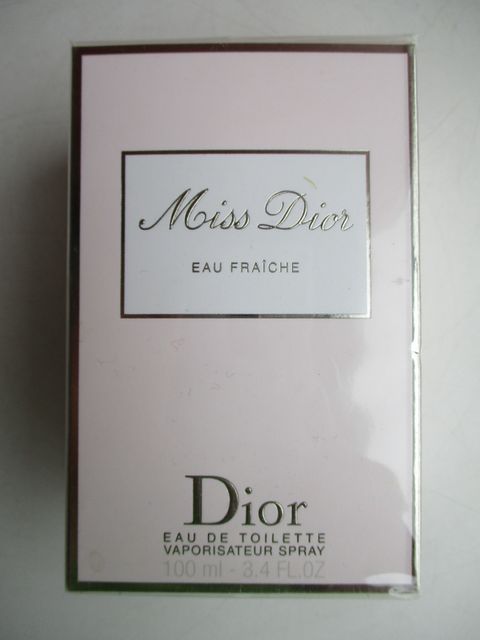 Miss Dior
EAU FRAÎCHE
Dior
EAU DE TOILETTE
VAPORISATEUR SPRAY
100 ml - 3.4 FL.OZ